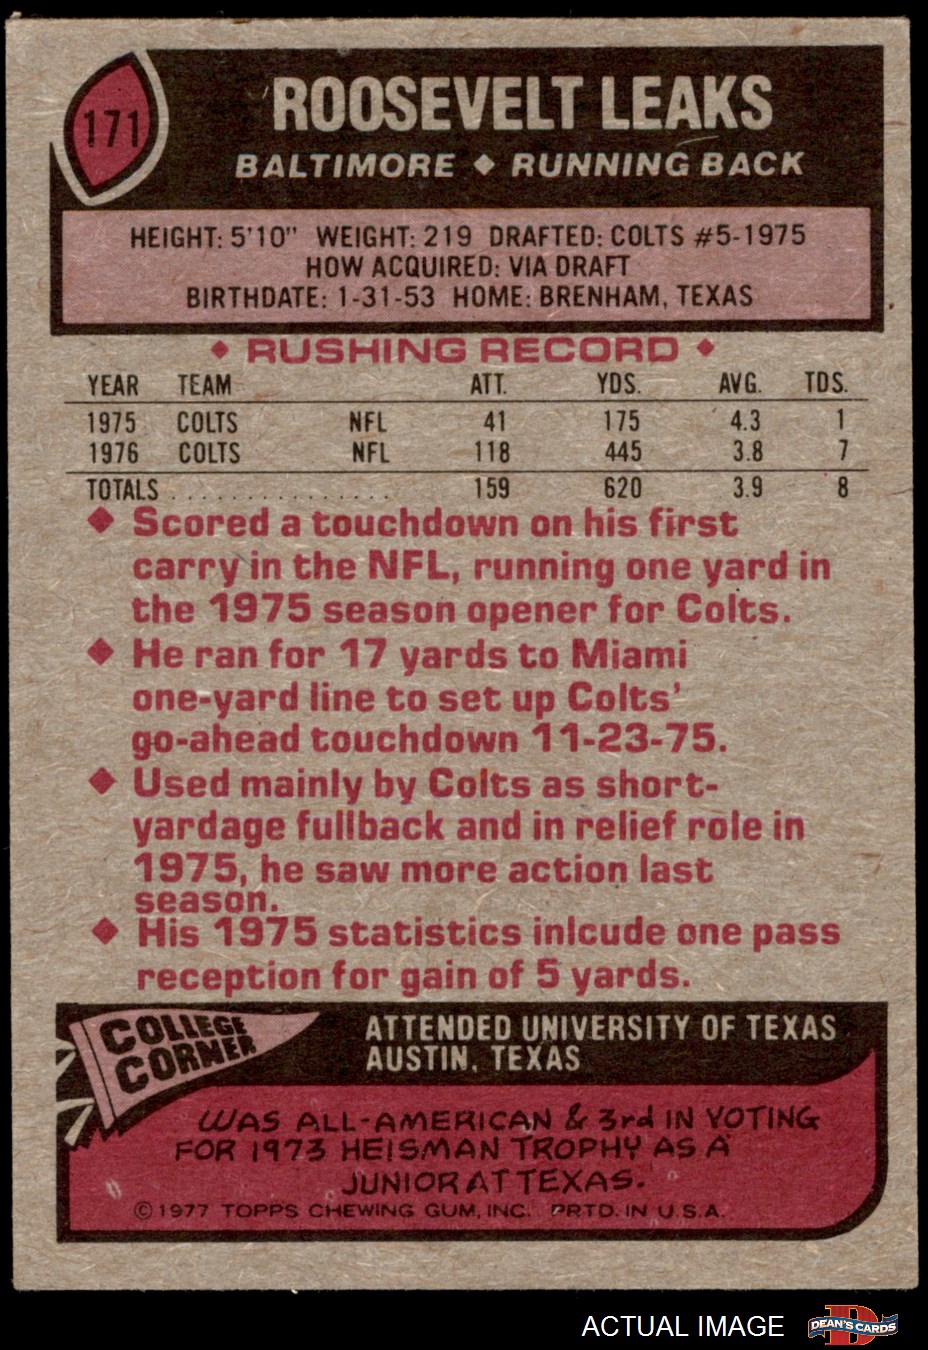 171
ROOSEVELT LEAKS
BALTIMORE ◆ RUNNING BACK
HEIGHT: 5'10" WEIGHT: 219 DRAFTED: COLTS #5-1975
HOW ACQUIRED: VIA DRAFT
BIRTHDATE: 1-31-53 HOME: BRENHAM, TEXAS
◆ RUSHING RECORD ◆
YEAR TEAM ATT. YDS. AVG. TDS.
1975 COLTS NFL 41 175 4.3 1
1976 COLTS NFL 118 445 3.8 7
TOTALS ................ 159 620 3.9 8
◆ Scored a touchdown on his first
carry in the NFL, running one yard in
the 1975 season opener for Colts.
◆ He ran for 17 yards to Miami
one-yard line to set up Colts'
go-ahead touchdown 11-23-75.
◆ Used mainly by Colts as short-
yardage fullback and in relief role in
1975, he saw more action last
season.
◆ His 1975 statistics inlcude one pass
reception for gain of 5 yards.
COLLEGE
CORNER
ATTENDED UNIVERSITY OF TEXAS
AUSTIN, TEXAS
WAS ALL-AMERICAN & 3rd IN VOTING
FOR 1973 HEISMAN TROPHY AS A
JUNIOR AT TEXAS.
©1977 TOPPS CHEWING GUM, INC. PRTD. IN U.S.A.
ACTUAL IMAGE
D
DEAN'S CARDS